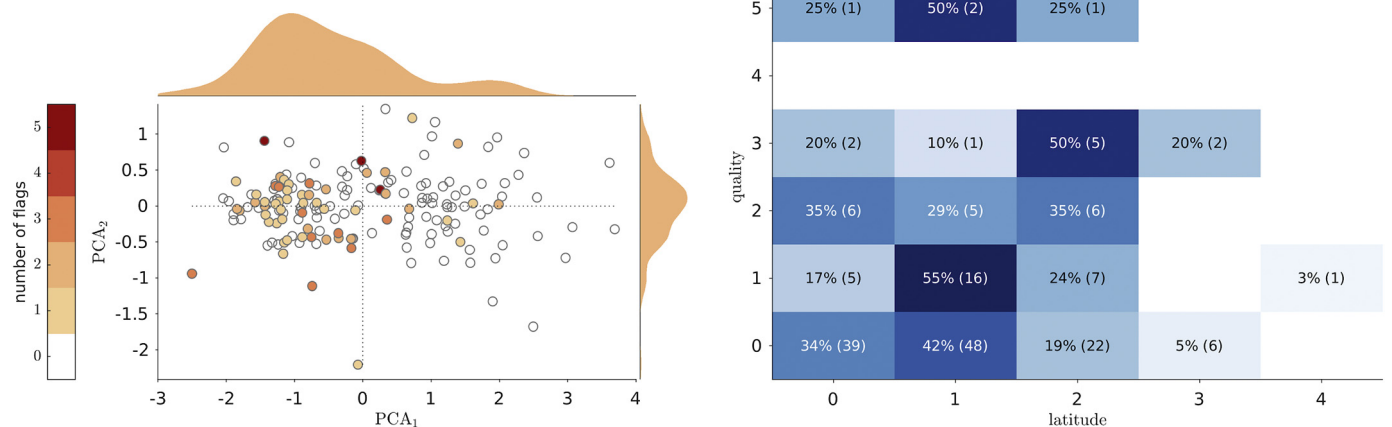 number of flags
5
4
3
2
1
0
PCA2
1
0.5
0
-0.5
-1
-1.5
-2
-3 -2 -1 0 1 2 3 4
PCA1
quality
5 25% (1) 50% (2) 25% (1)
4
3 20% (2) 10% (1) 50% (5) 20% (2)
2 35% (6) 29% (5) 35% (6)
1 17% (5) 55% (16) 24% (7) 3% (1)
0 34% (39) 42% (48) 19% (22) 5% (6)
0 1 2 3 4
latitude